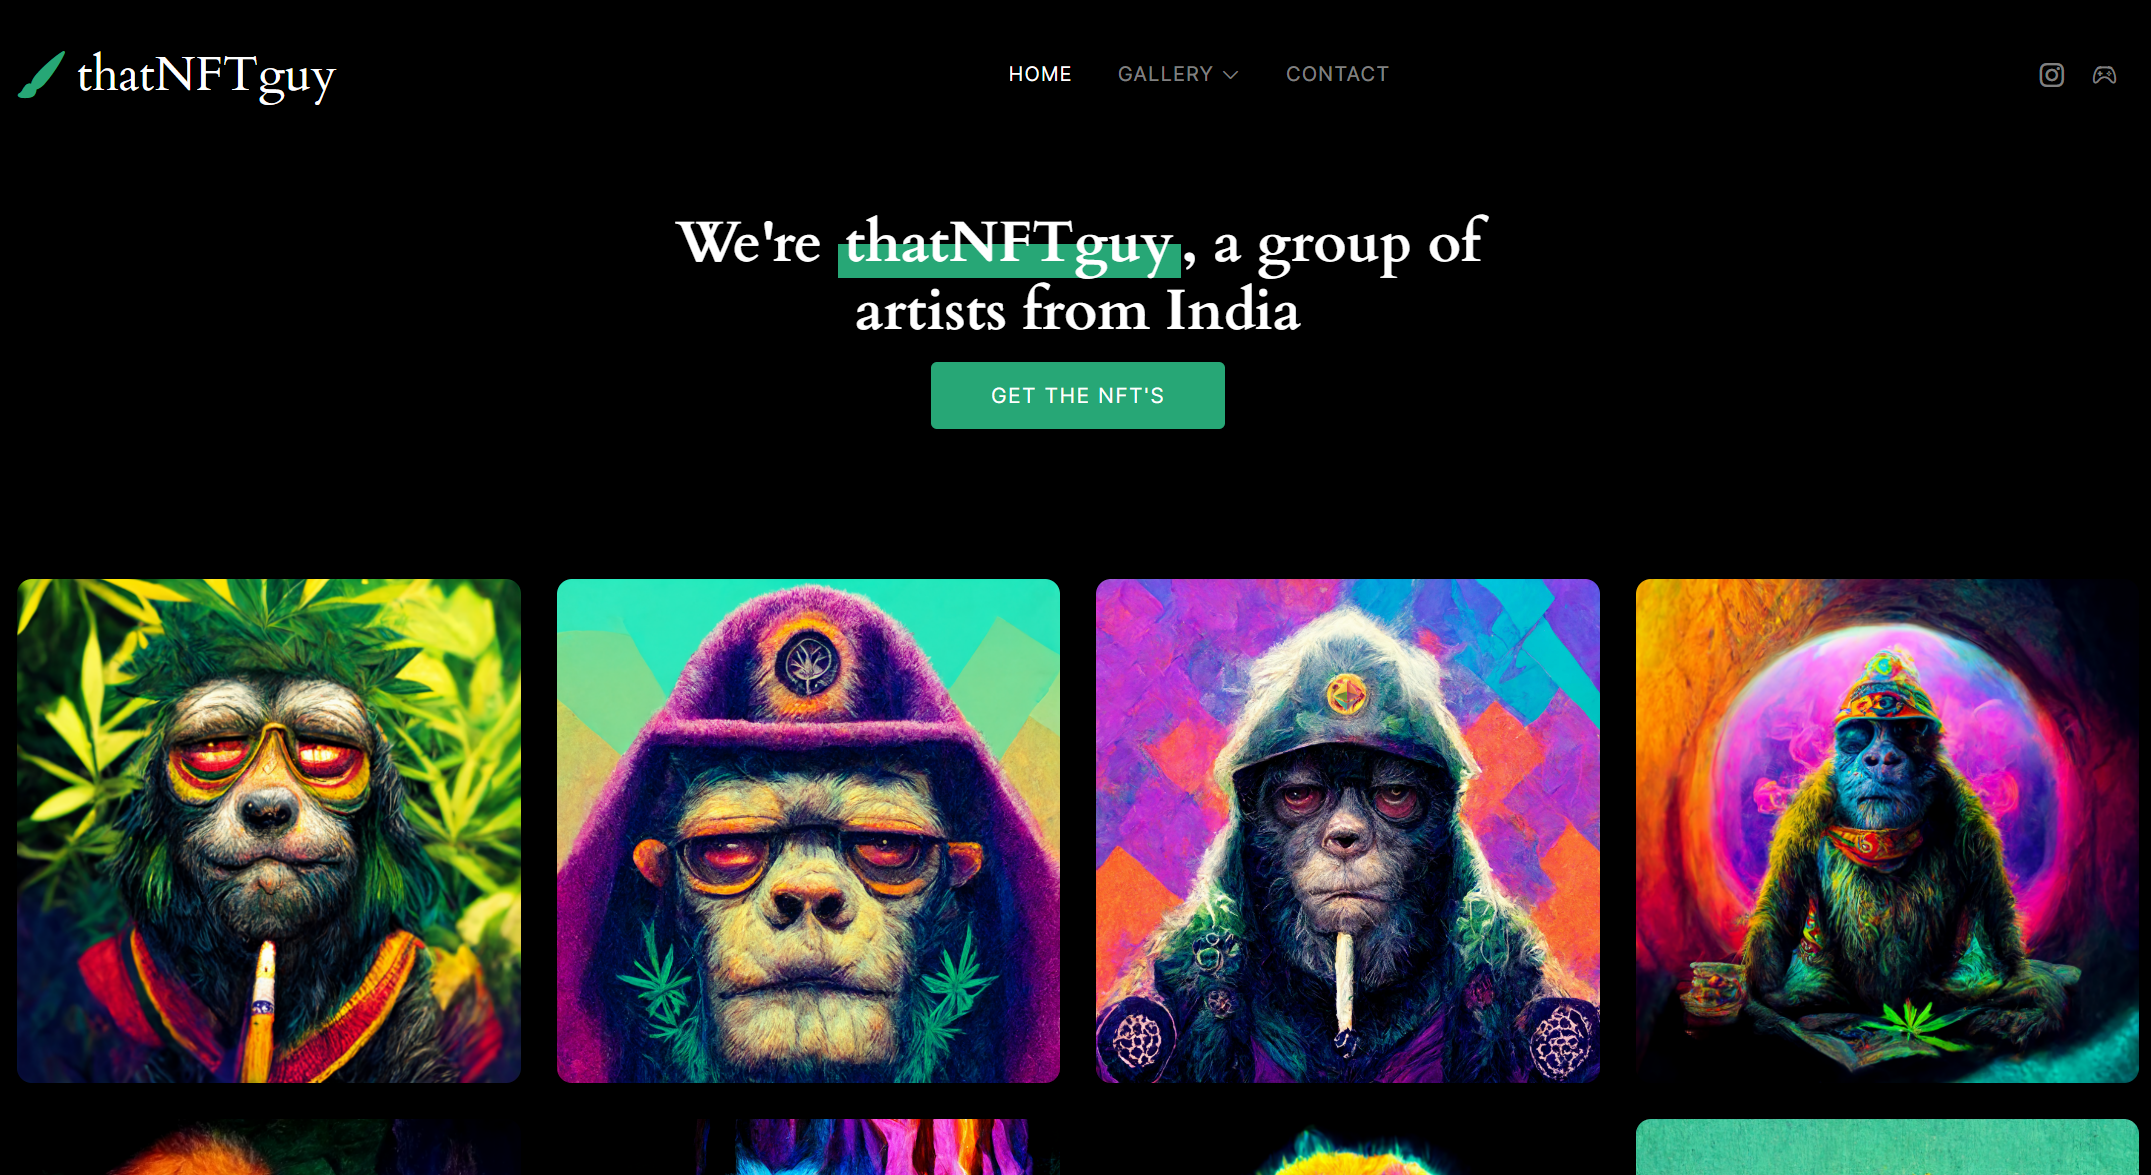 thatNFTguy
HOME
GALLERY
CONTACT
We're thatNFTguy, a group of
artists from India
GET THE NFT'S